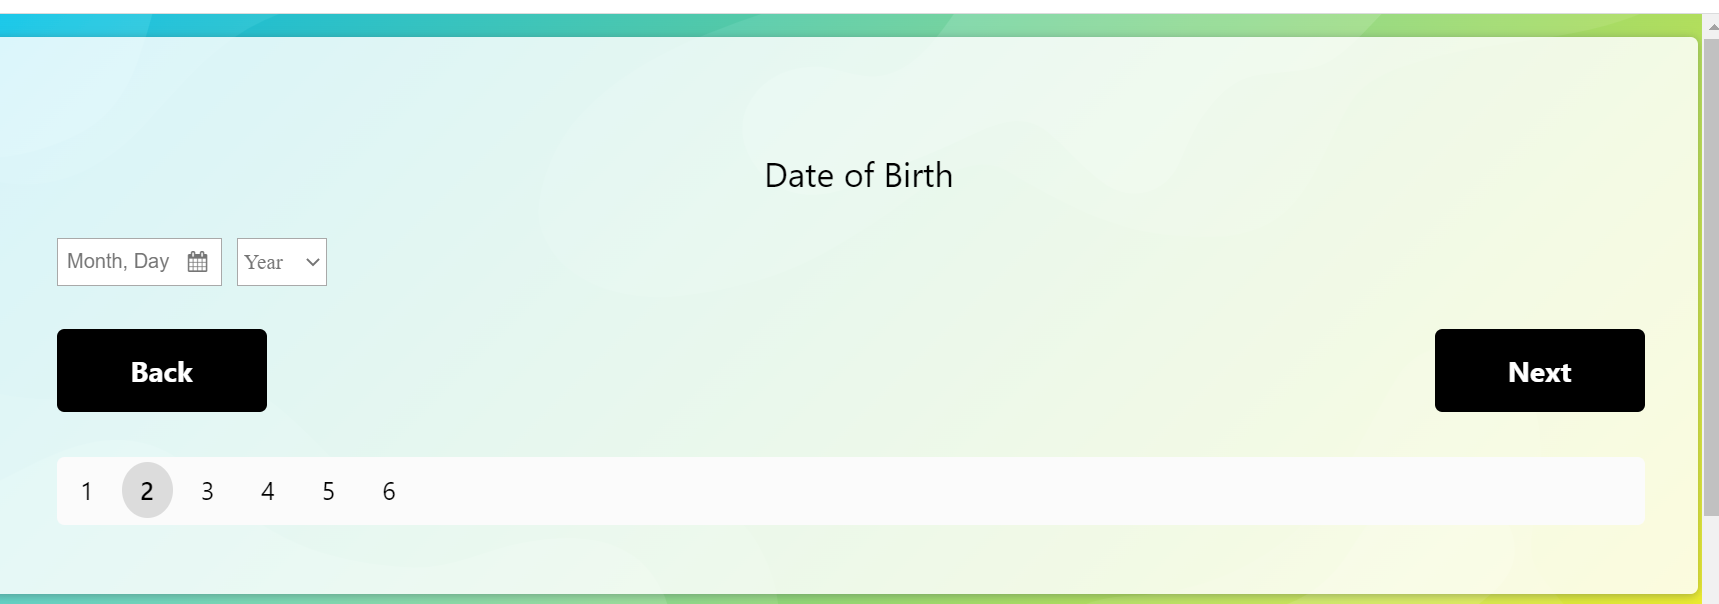 Date of Birth
Month, Day Year
Back Next
1 2 3 4 5 6